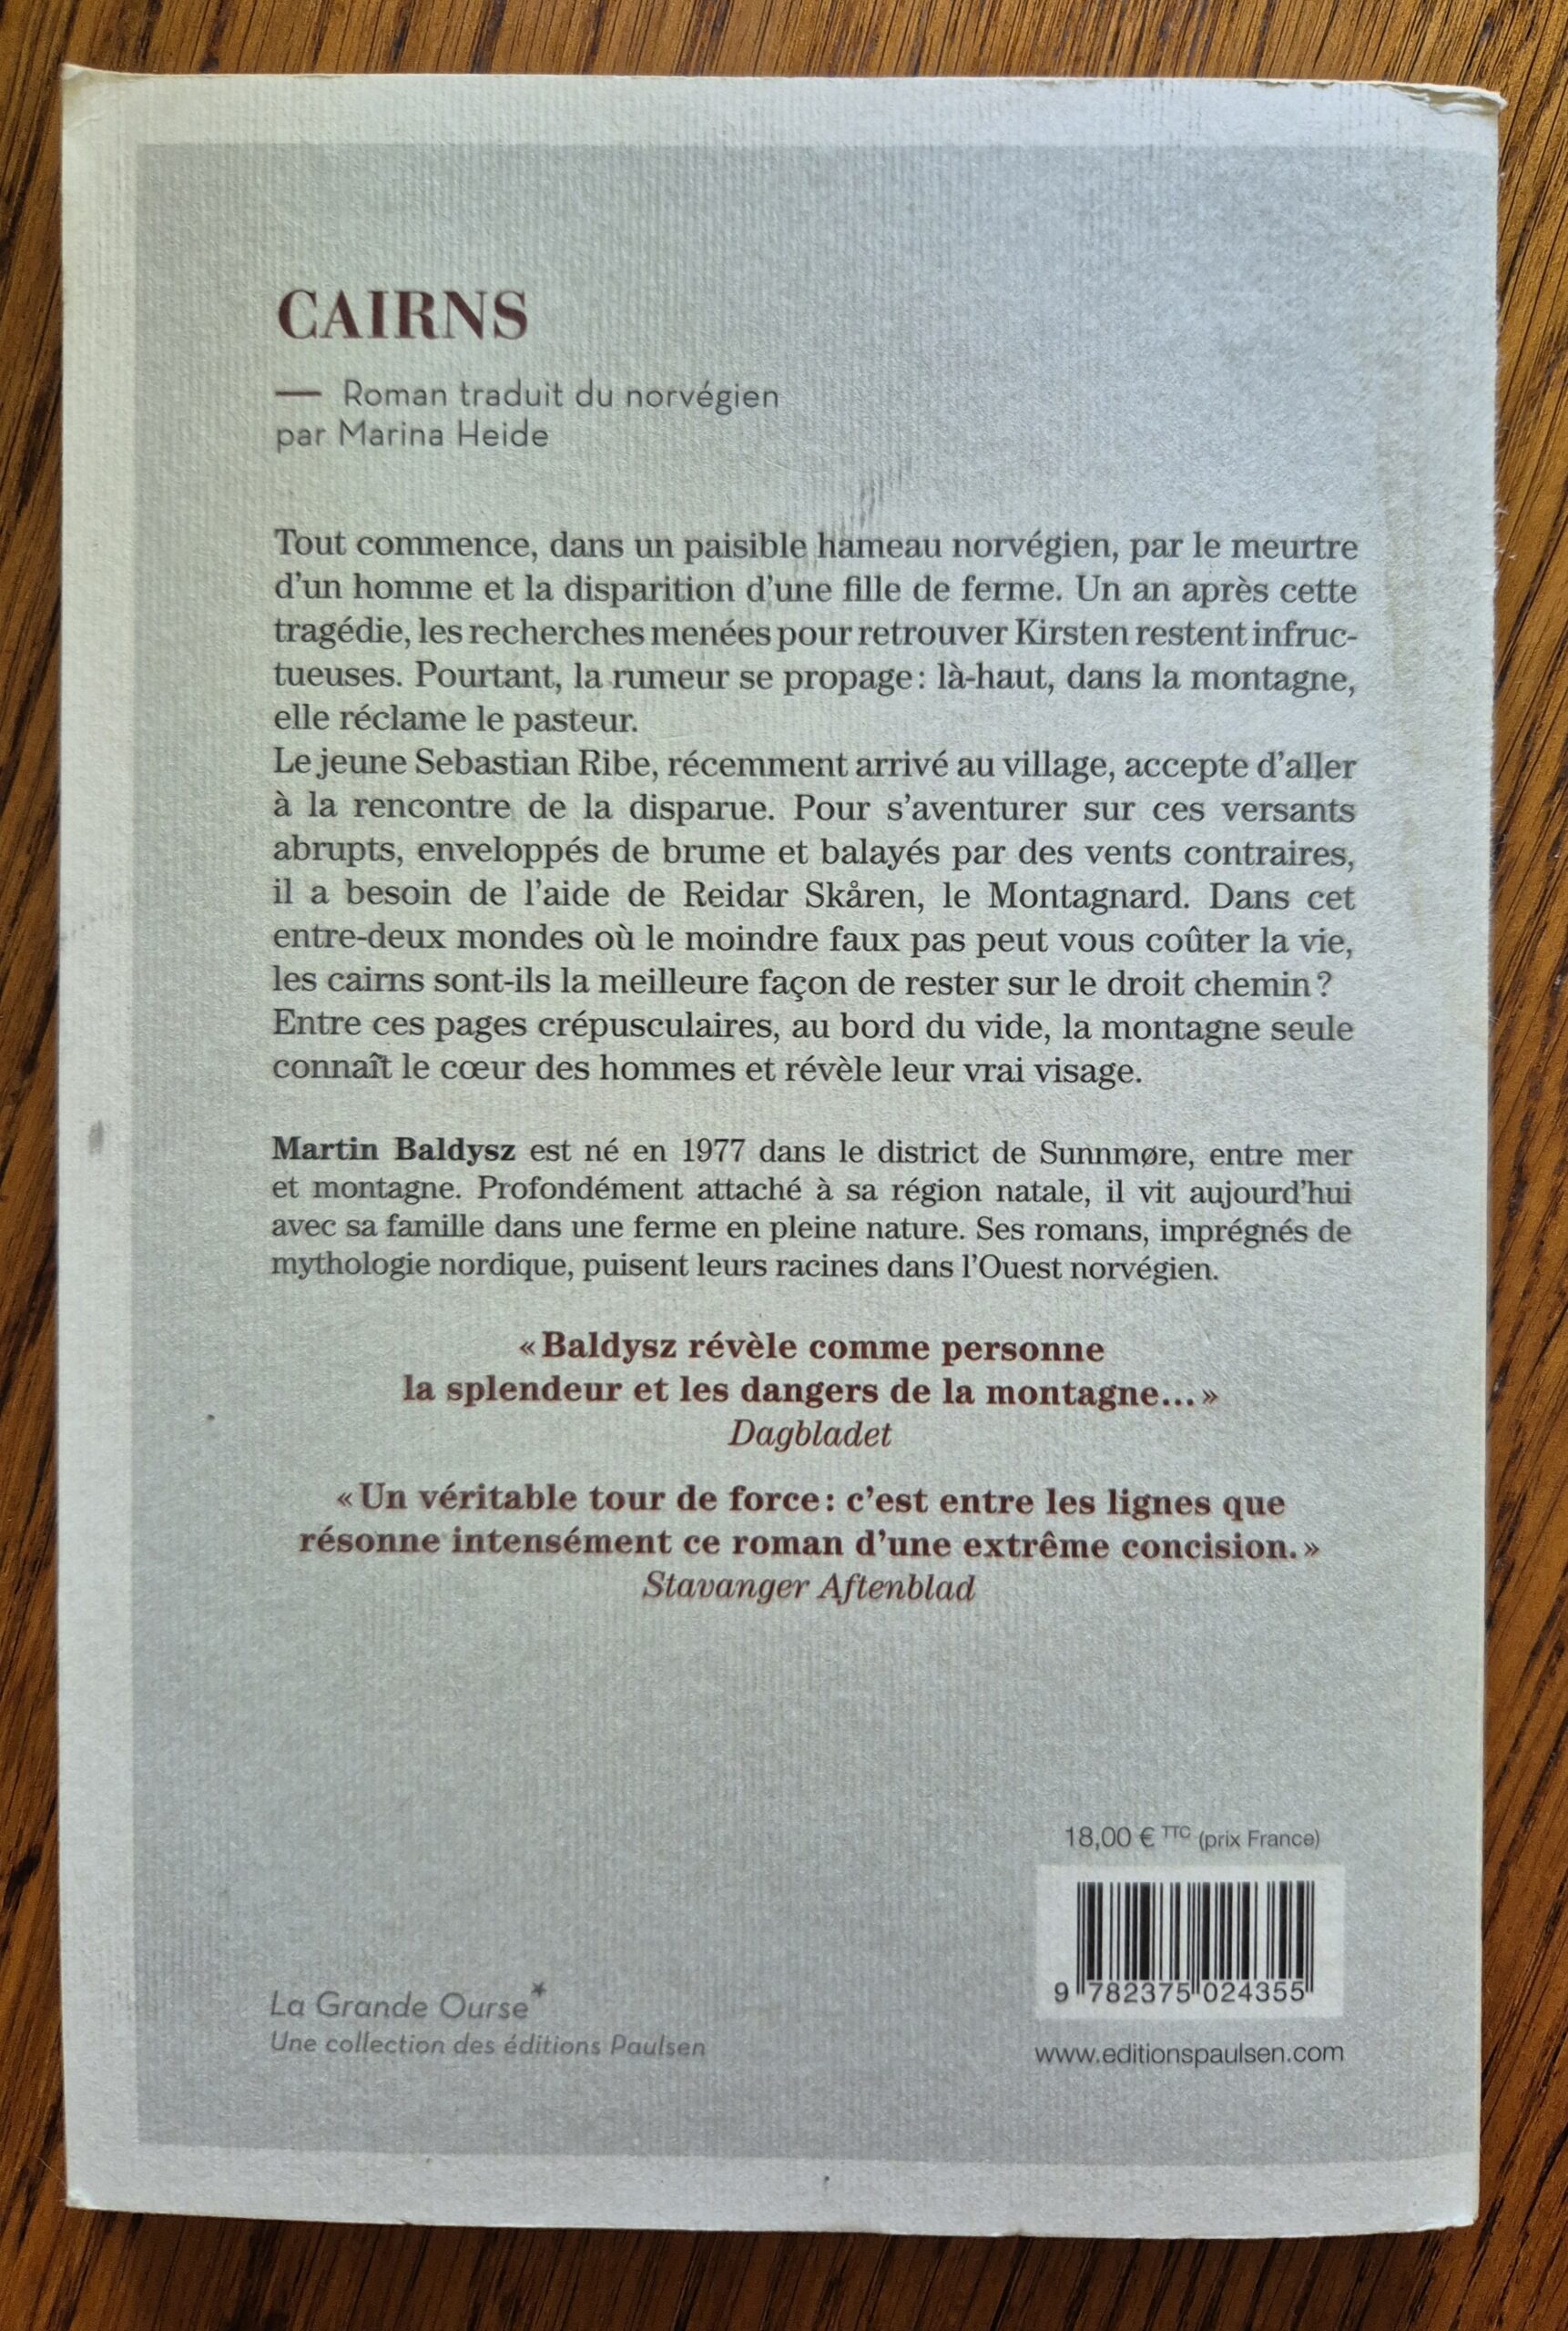 CAIRNS
— Roman traduit du norvégien
par Marina Heide
Tout commence, dans un paisible hameau norvégien, par le meurtre
d'un homme et la disparition d'une fille de ferme. Un an après cette
tragédie, les recherches menées pour retrouver Kirsten restent infruc-
tueuses. Pourtant, la rumeur se propage : là-haut, dans la montagne,
elle réclame le pasteur.
Le jeune Sebastian Ribe, récemment arrivé au village, accepte d'aller
à la rencontre de la disparue. Pour s'aventurer sur ces versants
abrupts, enveloppés de brume et balayés par des vents contraires,
il a besoin de l'aide de Reidar Skåren, le Montagnard. Dans cet
entre-deux mondes où le moindre faux pas peut vous coûter la vie,
les cairns sont-ils la meilleure façon de rester sur le droit chemin ?
Entre ces pages crépusculaires, au bord du vide, la montagne seule
connaît le cœur des hommes et révèle leur vrai visage.
Martin Baldysz est né en 1977 dans le district de Sunnmøre, entre mer
et montagne. Profondément attaché à sa région natale, il vit aujourd'hui
avec sa famille dans une ferme en pleine nature. Ses romans, imprégnés de
mythologie nordique, puisent leurs racines dans l'Ouest norvégien.
« Baldysz révèle comme personne
la splendeur et les dangers de la montagne... »
Dagbladet
« Un véritable tour de force : c'est entre les lignes que
résonne intensément ce roman d'une extrême concision. »
Stavanger Aftenblad
18,00 € TTC (prix France)
9 782375 024355
www.editionspaulsen.com
La Grande Ourse*
Une collection des éditions Paulsen